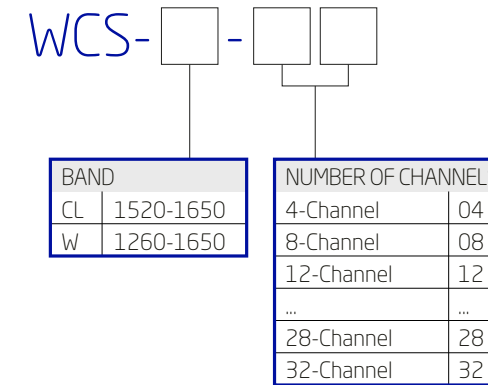 WCS- -
BAND
CL 1520-1650
W 1260-1650
NUMBER OF CHANNEL
4-Channel 04
8-Channel 08
12-Channel 12
... ...
28-Channel 28
32-Channel 32